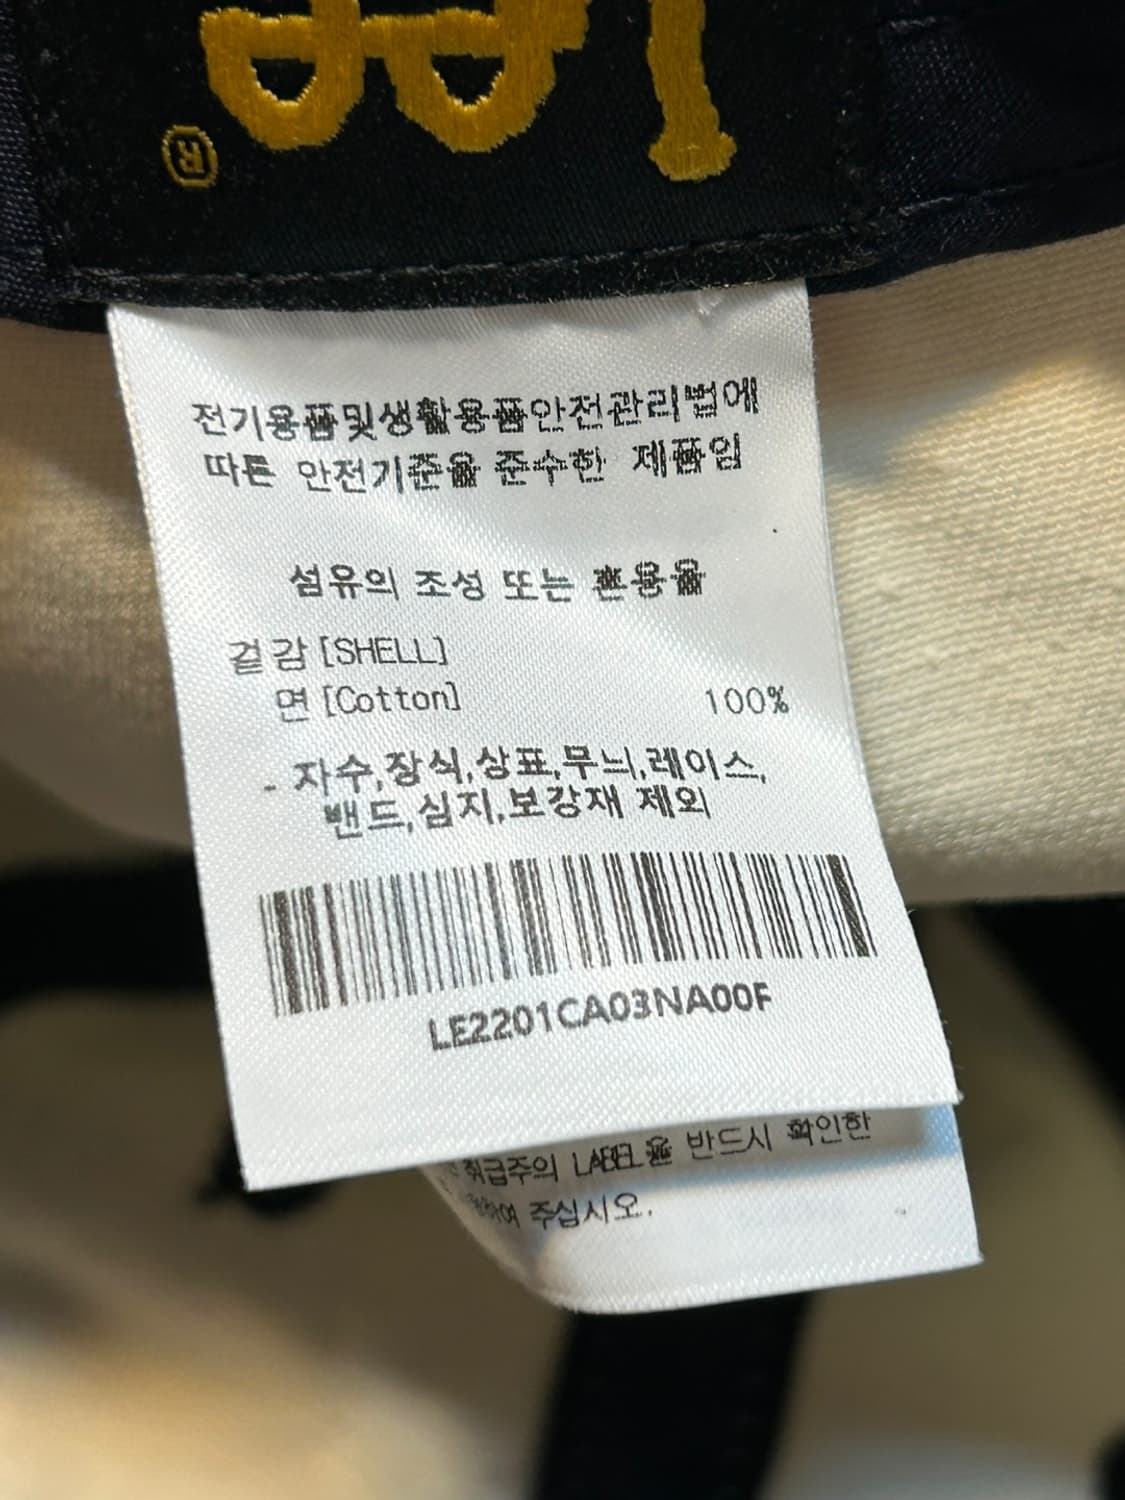 Lee
®
전기용품및생활용품안전관리법에
따른 안전기준을 준수한 제품임
섬유의 조성 또는 혼용율
겉감 [SHELL]
면 [Cotton] 100%
- 자수,장식,상표,무늬,레이스,
밴드,심지,보강재 제외
LE2201CA03NA00F
취급주의 LABEL을 반드시 확인한
주십시오.